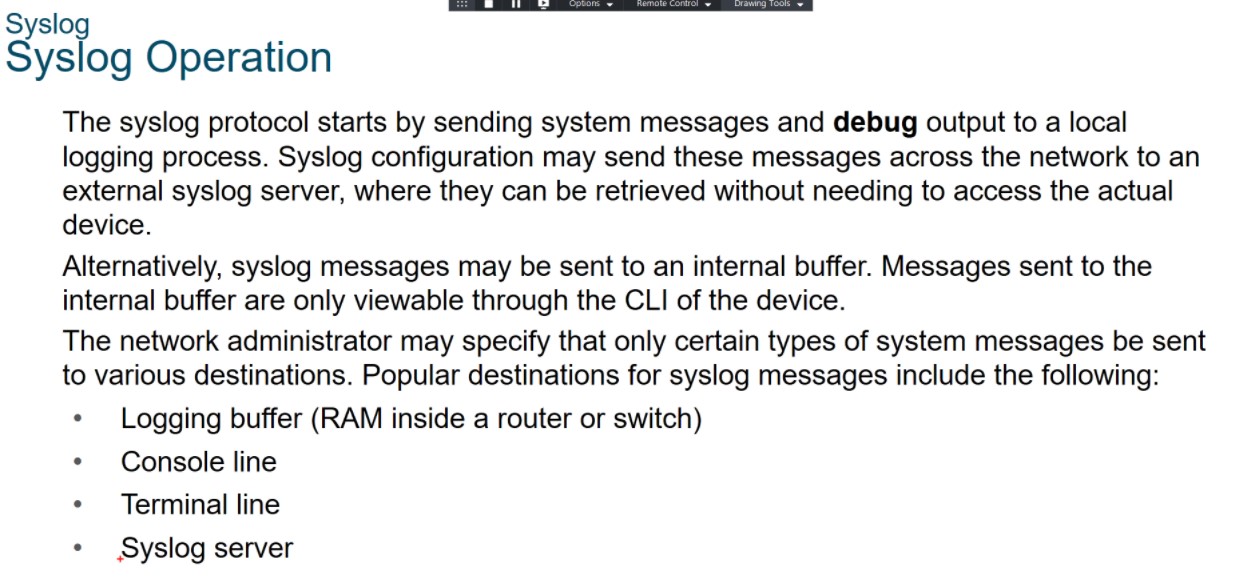 Options
Remote Control
Drawing Tools
Syslog
Syslog Operation
The syslog protocol starts by sending system messages and debug output to a local
logging process. Syslog configuration may send these messages across the network to an
external syslog server, where they can be retrieved without needing to access the actual
device.
Alternatively, syslog messages may be sent to an internal buffer. Messages sent to the
internal buffer are only viewable through the CLI of the device.
The network administrator may specify that only certain types of system messages be sent
to various destinations. Popular destinations for syslog messages include the following:
• Logging buffer (RAM inside a router or switch)
• Console line
• Terminal line
• Syslog server